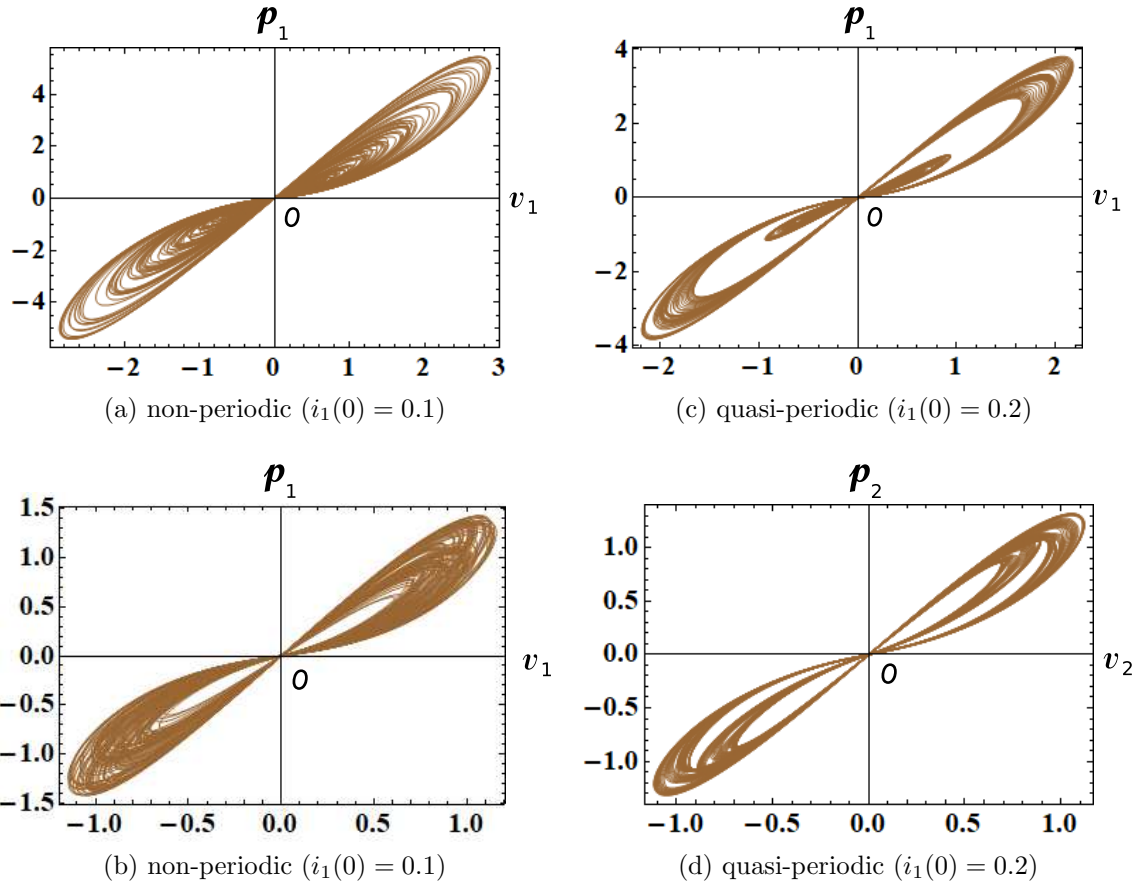 p₁
4
2
0
−2
−4
O
v₁
−2 −1 0 1 2 3
(a) non-periodic (i₁(0) = 0.1)
p₁
4
2
0
−2
−4
O
v₁
−2 −1 0 1 2
(c) quasi-periodic (i₁(0) = 0.2)
p₁
1.5
1.0
0.5
0.0
−0.5
−1.0
−1.5
O
v₁
−1.0 −0.5 0.0 0.5 1.0
(b) non-periodic (i₁(0) = 0.1)
p₂
1.0
0.5
0.0
−0.5
−1.0
O
v₂
−1.0 −0.5 0.0 0.5 1.0
(d) quasi-periodic (i₁(0) = 0.2)